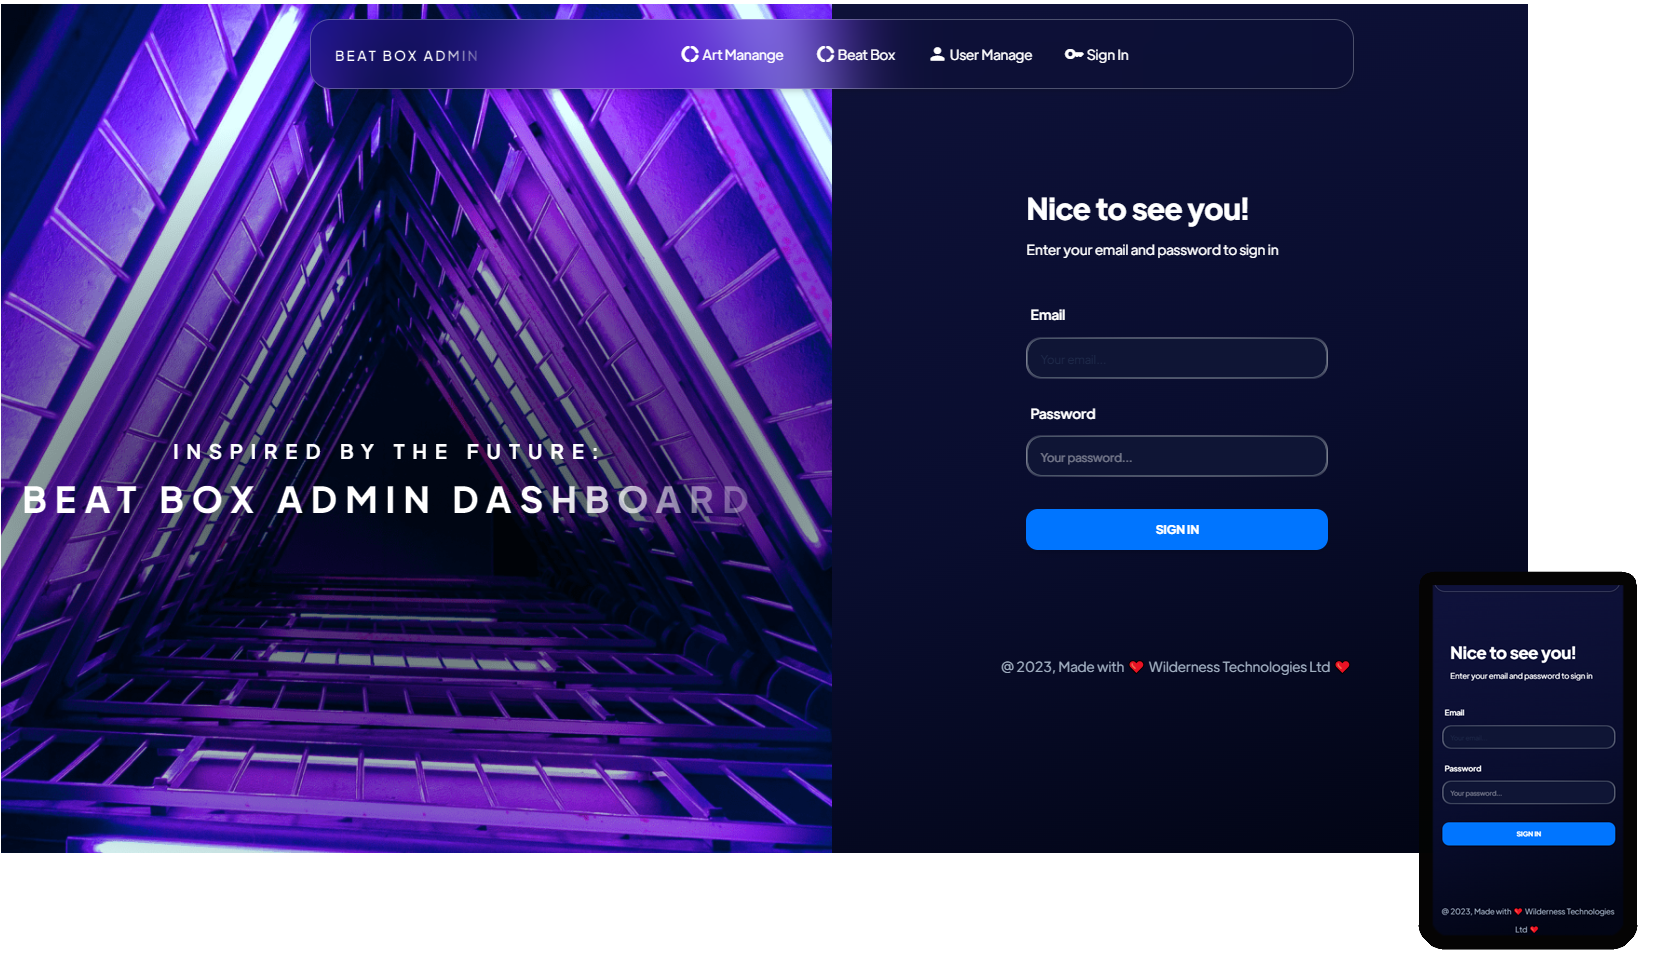 BEAT BOX ADMIN
Art Manange
Beat Box
User Manage
Sign In
INSPIRED BY THE FUTURE:
BEAT BOX ADMIN DASHBOARD
Nice to see you!
Enter your email and password to sign in
Email
Your email...
Password
Your password...
SIGN IN
@ 2023, Made with ❤ Wilderness Technologies Ltd ❤
Nice to see you!
Enter your email and password to sign in
Email
Your email...
Password
Your password...
SIGN IN
@ 2023, Made with ❤ Wilderness Technologies
Ltd ❤